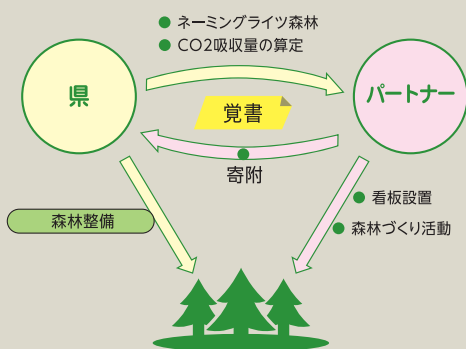 ネーミングライツ森林
CO2吸収量の算定
県
パートナー
覚書
寄附
森林整備
看板設置
森林づくり活動